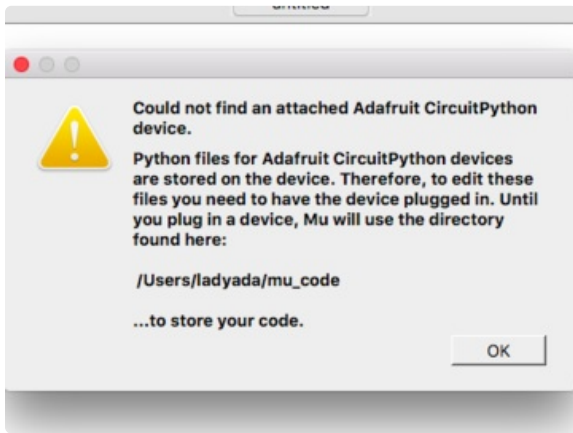 untitled
Could not find an attached Adafruit CircuitPython
device.
Python files for Adafruit CircuitPython devices
are stored on the device. Therefore, to edit these
files you need to have the device plugged in. Until
you plug in a device, Mu will use the directory
found here:
/Users/ladyada/mu_code
...to store your code.
OK